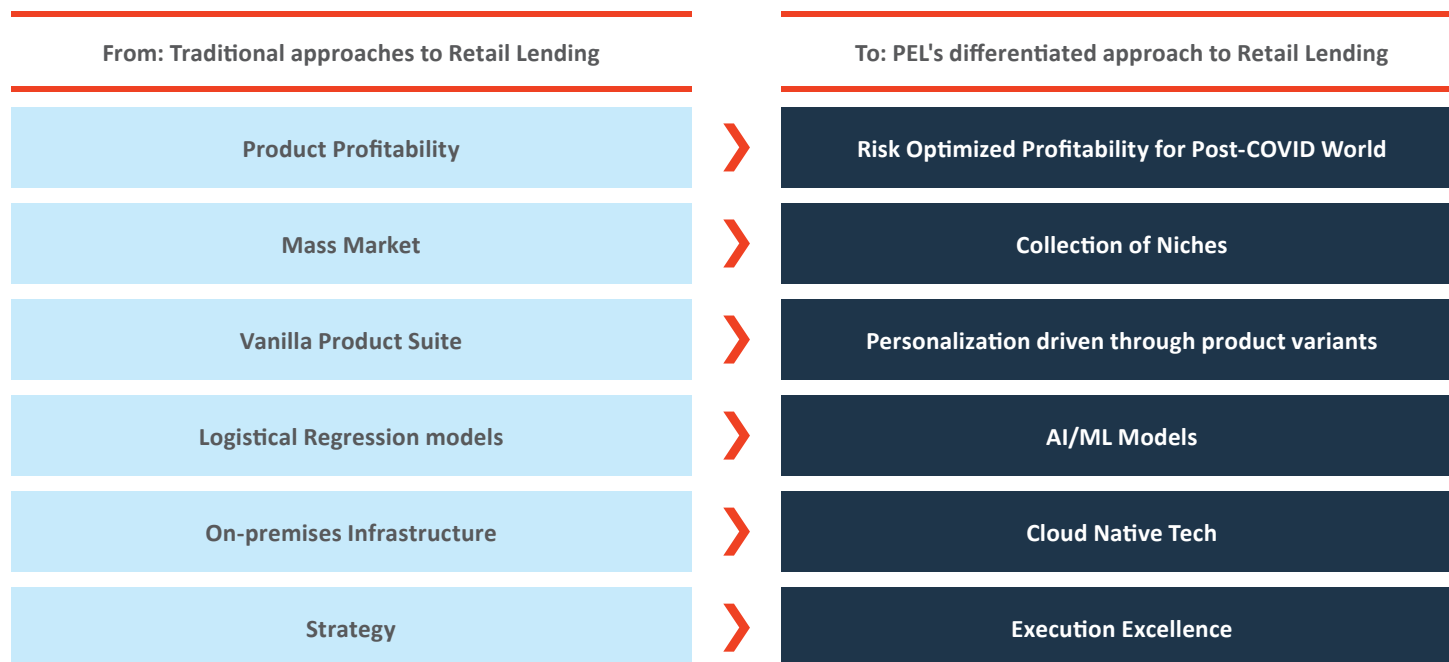 From: Traditional approaches to Retail Lending
To: PEL's differentiated approach to Retail Lending
Product Profitability
Risk Optimized Profitability for Post-COVID World
Mass Market
Collection of Niches
Vanilla Product Suite
Personalization driven through product variants
Logistical Regression models
AI/ML Models
On-premises Infrastructure
Cloud Native Tech
Strategy
Execution Excellence